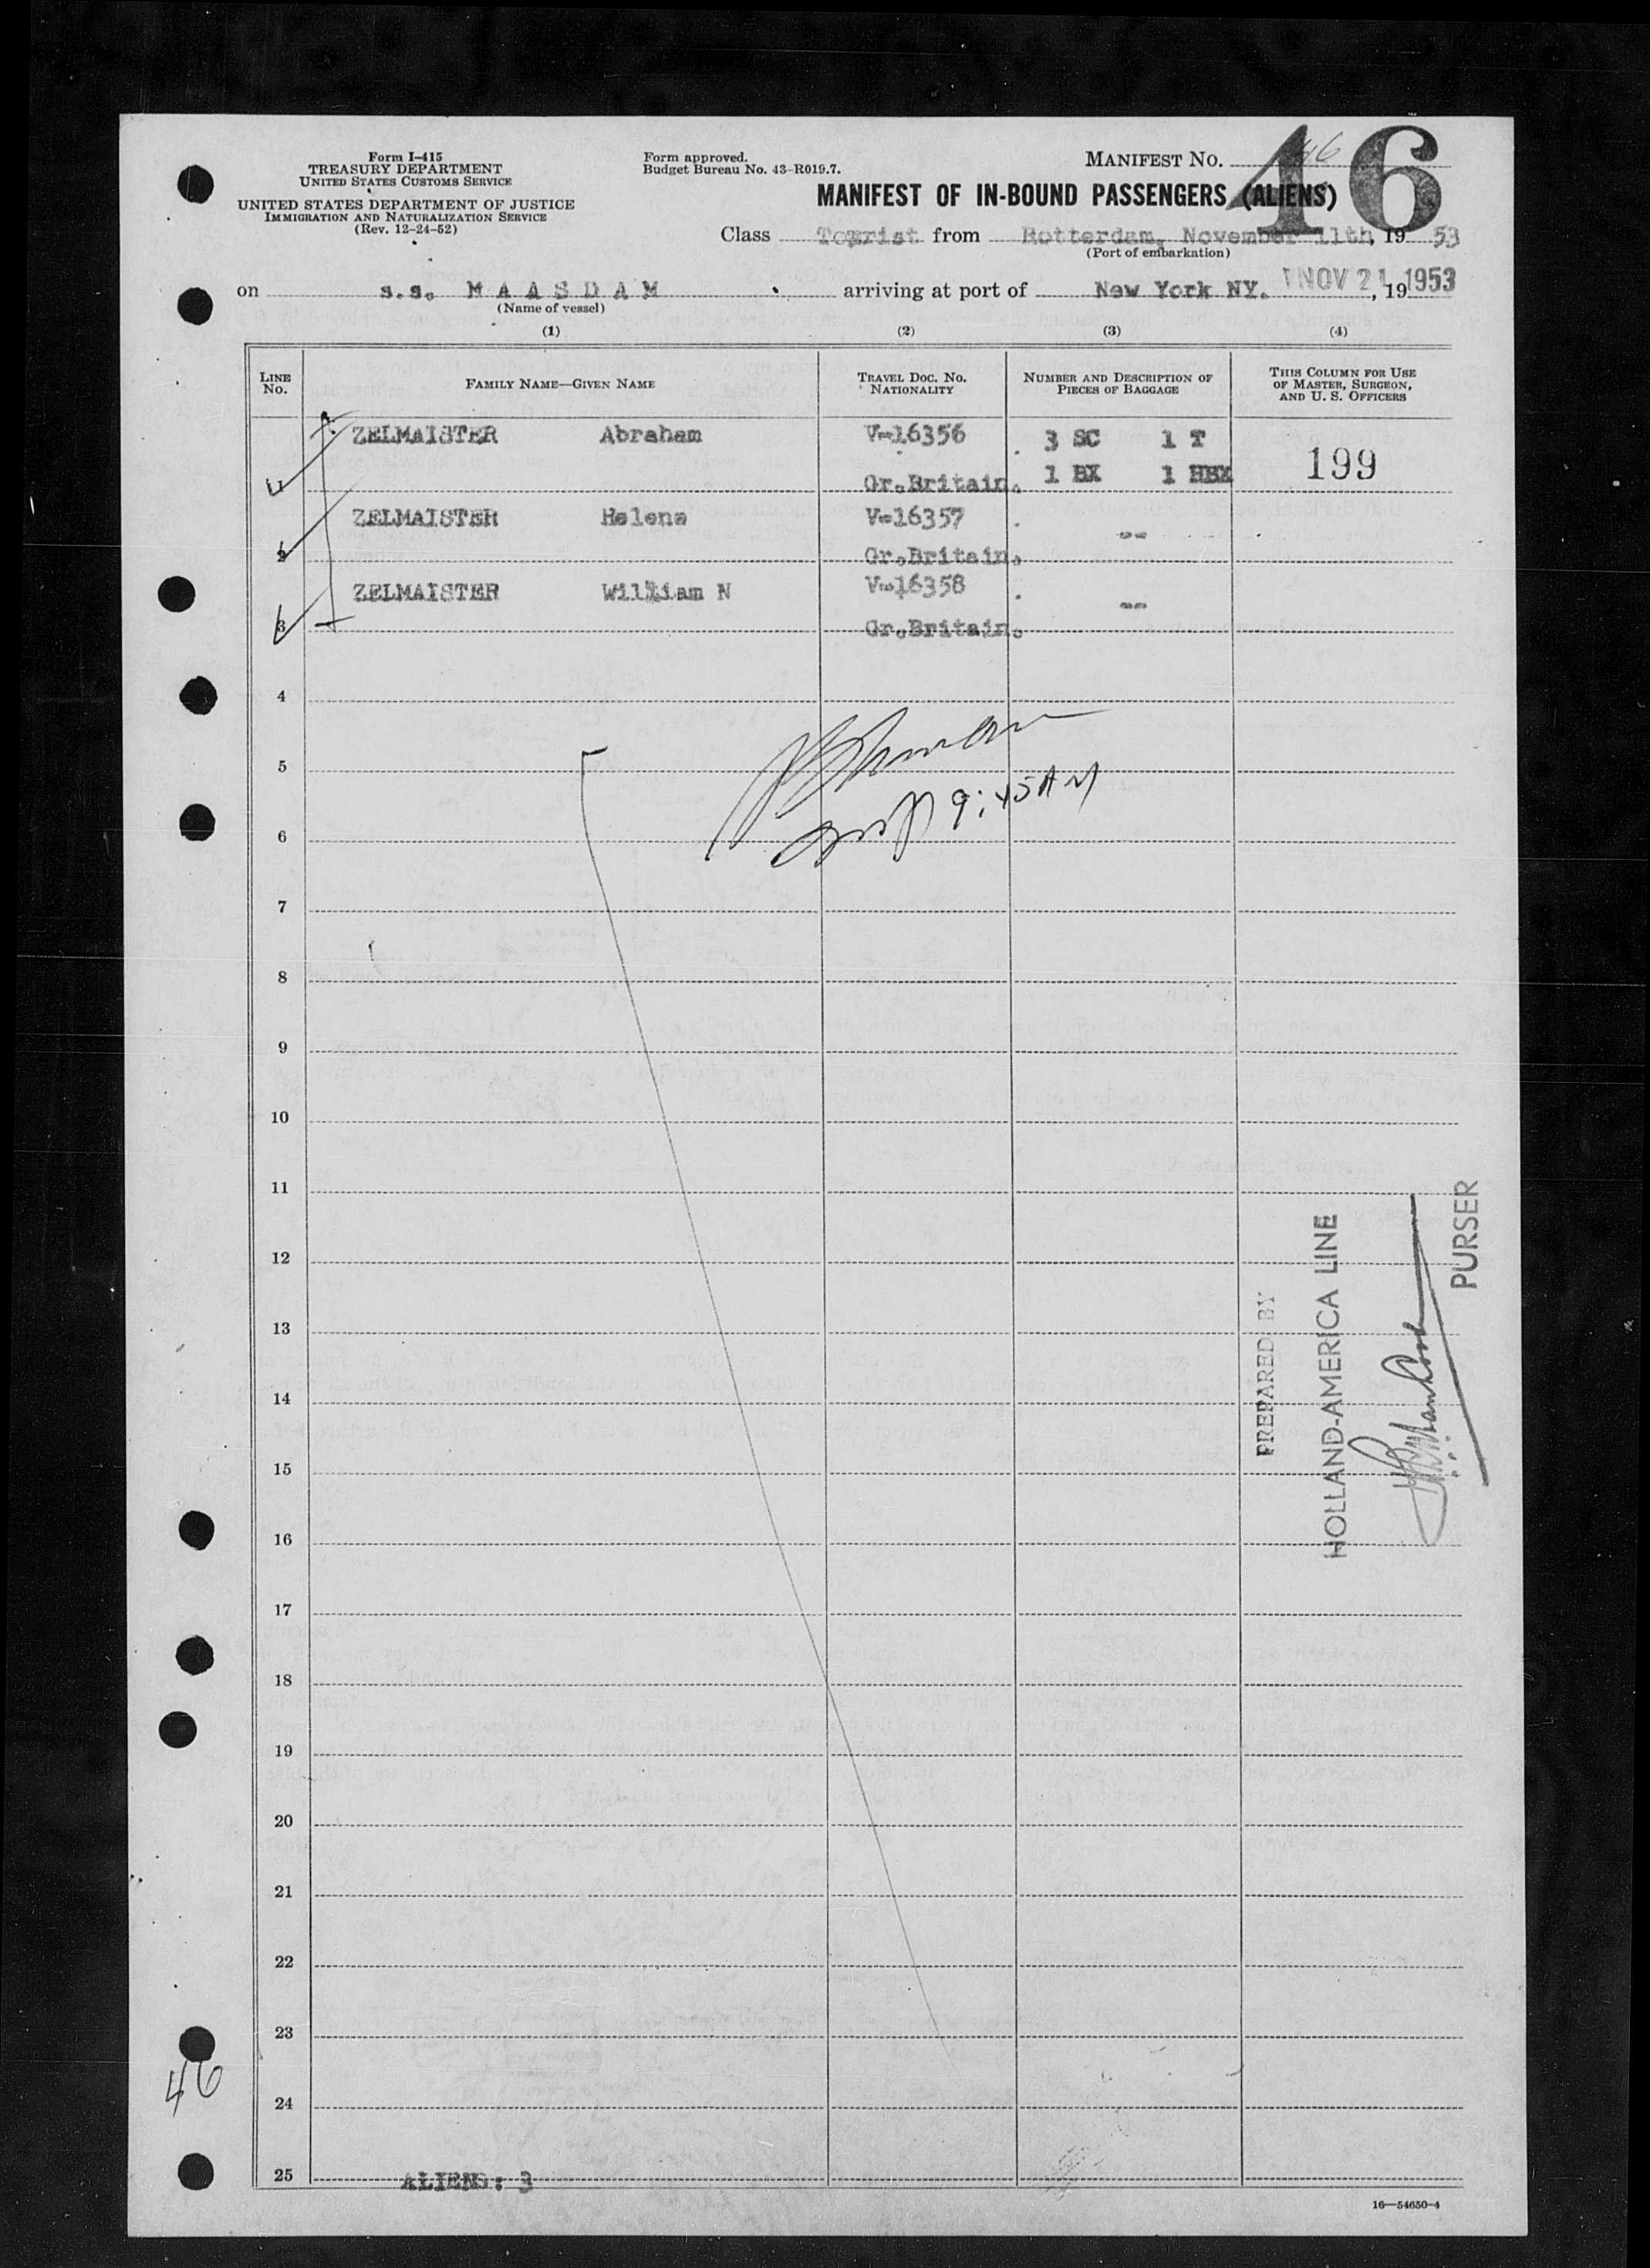 Form I-415
TREASURY DEPARTMENT
UNITED STATES CUSTOMS SERVICE
UNITED STATES DEPARTMENT OF JUSTICE
IMMIGRATION AND NATURALIZATION SERVICE
(Rev. 12-24-52)
Form approved.
Budget Bureau No. 43-R019.7.
MANIFEST NO. 46
46
MANIFEST OF IN-BOUND PASSENGERS (ALIENS)
Class Tourist from Rotterdam, November 11th, 19 53
(Port of embarkation)
on s.s. MAASDAM arriving at port of New York NY. NOV 21 1953, 19
(Name of vessel)
(1) (2) (3) (4)
LINE NO. FAMILY NAME—GIVEN NAME TRAVEL DOC. NO. NATIONALITY NUMBER AND DESCRIPTION OF PIECES OF BAGGAGE THIS COLUMN FOR USE OF MASTER, SURGEON, AND U. S. OFFICERS
ZELMAISTER Abraham V-16356 3 SC 1 T
1 Gr.Britain. 1 BX 1 HBX 199
ZELMAISTER Helena V-16357 --
2 Gr.Britain.
ZELMAISTER William N V-16358 --
3 Gr.Britain.
4
5
9:45 AM
6
7
8
9
10
11
12
13
14
15
16
17
18
19
20
21
22
23
24
25 ALIENS: 3
PREPARED BY
HOLLAND-AMERICA LINE
PURSER
46
16—54650-4